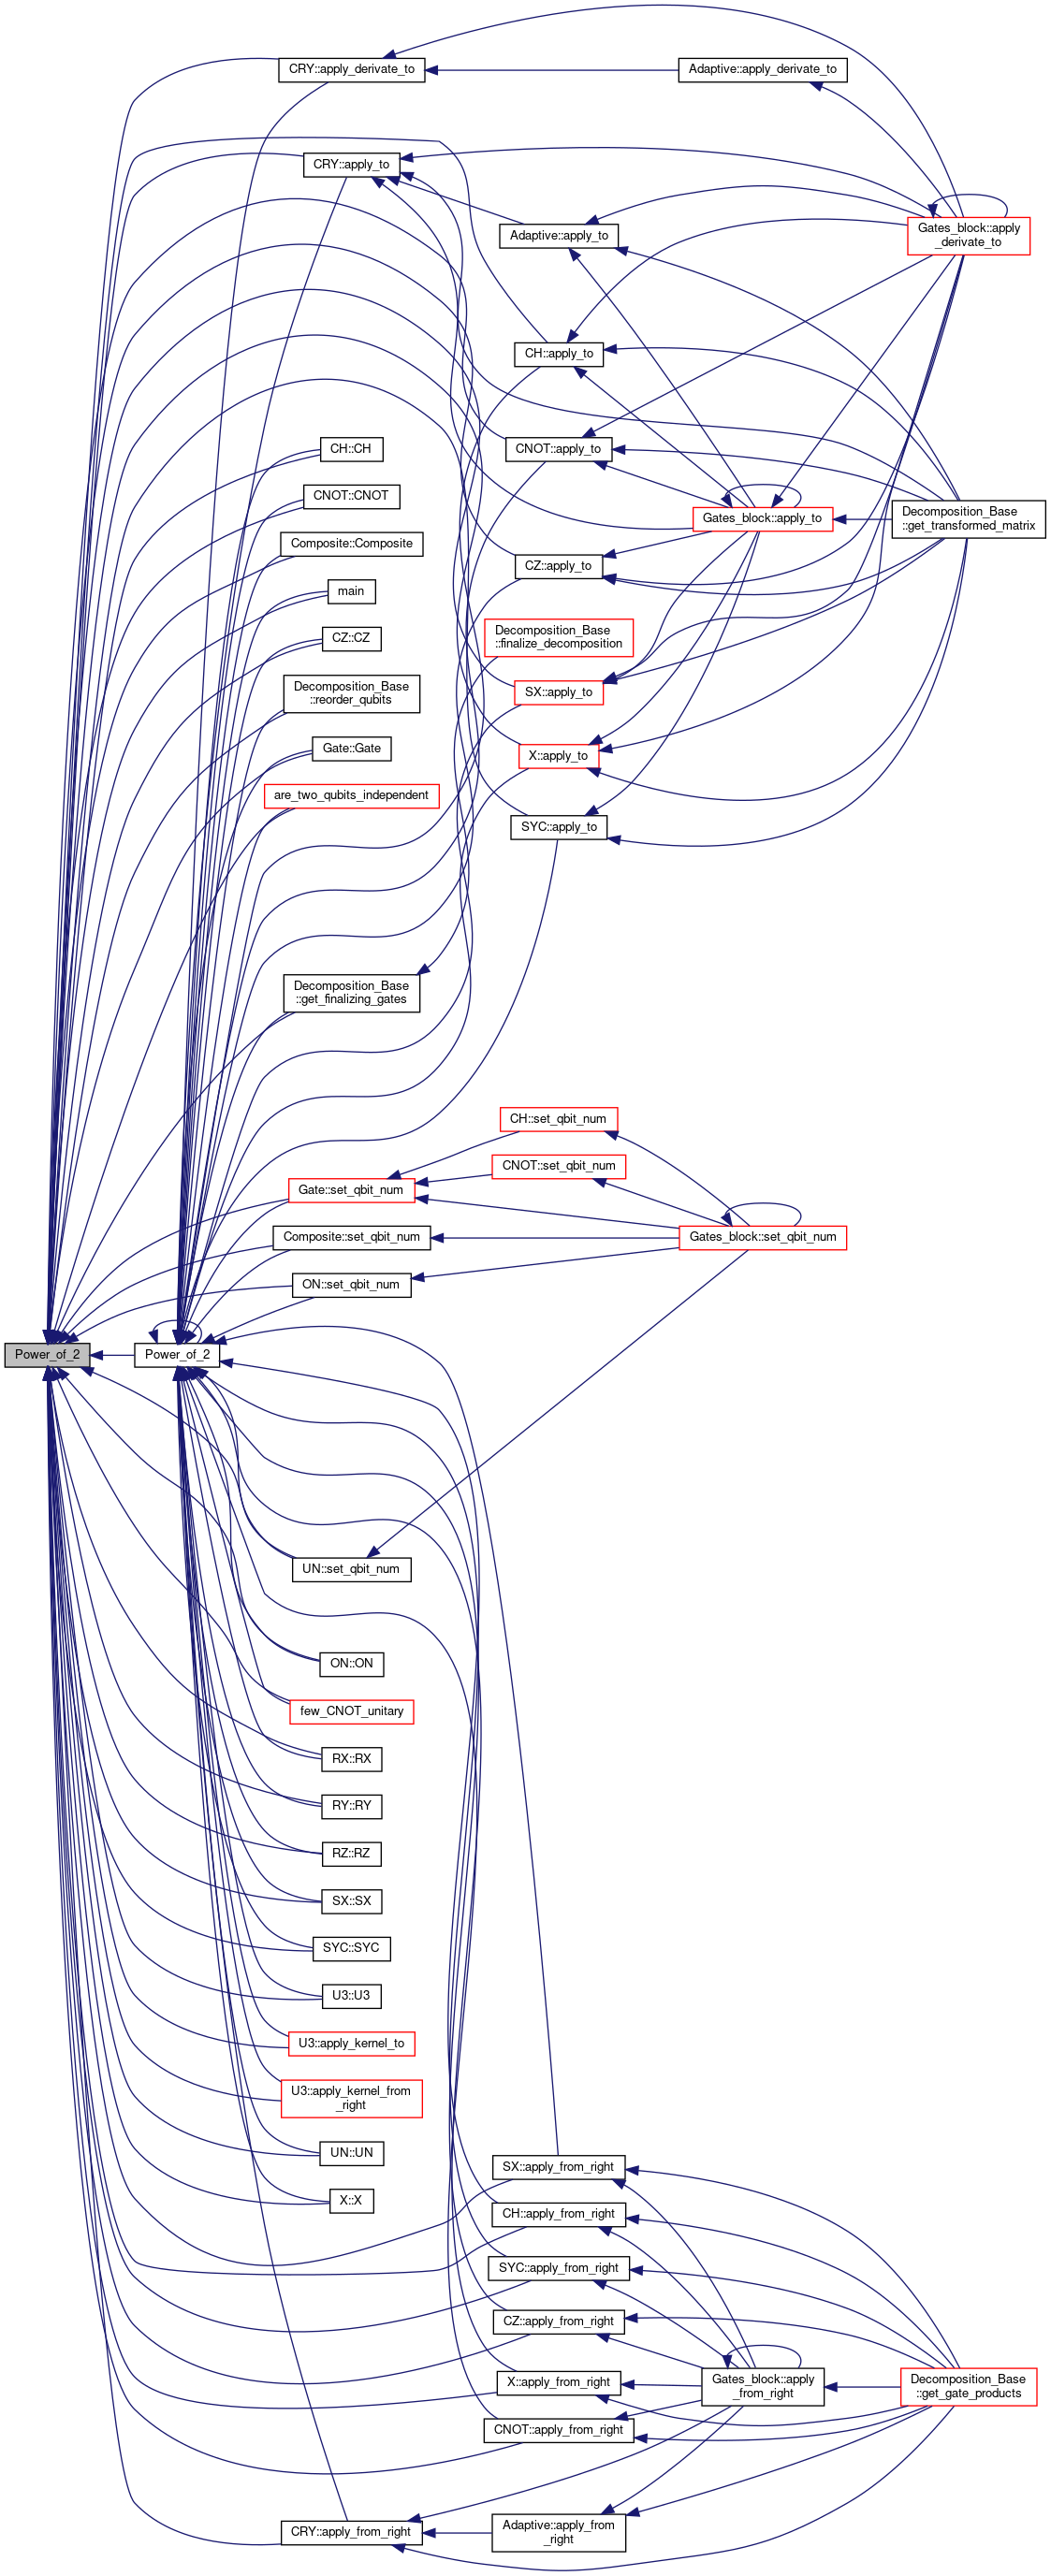 CRY::apply_derivate_to
Adaptive::apply_derivate_to
CRY::apply_to
Adaptive::apply_to
Gates_block::apply
_derivate_to
CH::apply_to
CH::CH
CNOT::apply_to
CNOT::CNOT
Gates_block::apply_to
Decomposition_Base
::get_transformed_matrix
Composite::Composite
CZ::apply_to
main
CZ::CZ
Decomposition_Base
::finalize_decomposition
Decomposition_Base
::reorder_qubits
SX::apply_to
Gate::Gate
X::apply_to
are_two_qubits_independent
SYC::apply_to
Decomposition_Base
::get_finalizing_gates
CH::set_qbit_num
CNOT::set_qbit_num
Gate::set_qbit_num
Composite::set_qbit_num
Gates_block::set_qbit_num
ON::set_qbit_num
Power_of_2
Power_of_2
UN::set_qbit_num
ON::ON
few_CNOT_unitary
RX::RX
RY::RY
RZ::RZ
SX::SX
SYC::SYC
U3::U3
U3::apply_kernel_to
U3::apply_kernel_from
_right
UN::UN
SX::apply_from_right
X::X
CH::apply_from_right
SYC::apply_from_right
CZ::apply_from_right
X::apply_from_right
Gates_block::apply
_from_right
Decomposition_Base
::get_gate_products
CNOT::apply_from_right
CRY::apply_from_right
Adaptive::apply_from
_right